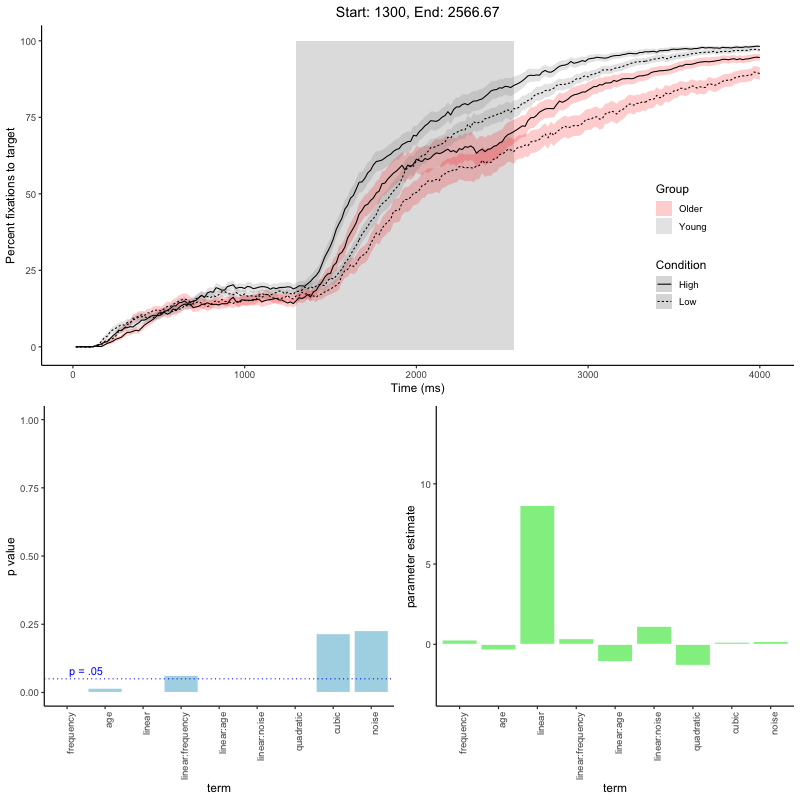 Start: 1300, End: 2566.67
Percent fixations to target
100
75
50
25
0
0
1000
2000
3000
4000
Time (ms)
Group
Older
Young
Condition
High
Low
p value
1.00
0.75
0.50
0.25
0.00
p = .05
frequency
age
linear
linear:frequency
linear:age
linear:noise
quadratic
cubic
noise
term
parameter estimate
10
5
0
frequency
age
linear
linear:frequency
linear:age
linear:noise
quadratic
cubic
noise
term